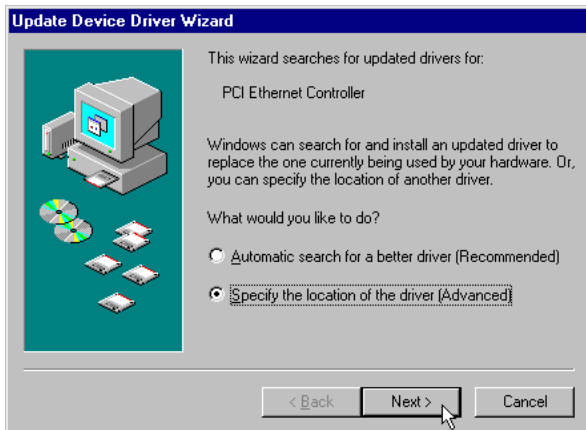 Update Device Driver Wizard
This wizard searches for updated drivers for:
PCI Ethernet Controller
Windows can search for and install an updated driver to
replace the one currently being used by your hardware. Or,
you can specify the location of another driver.
What would you like to do?
Automatic search for a better driver (Recommended)
Specify the location of the driver (Advanced)
< Back
Next >
Cancel